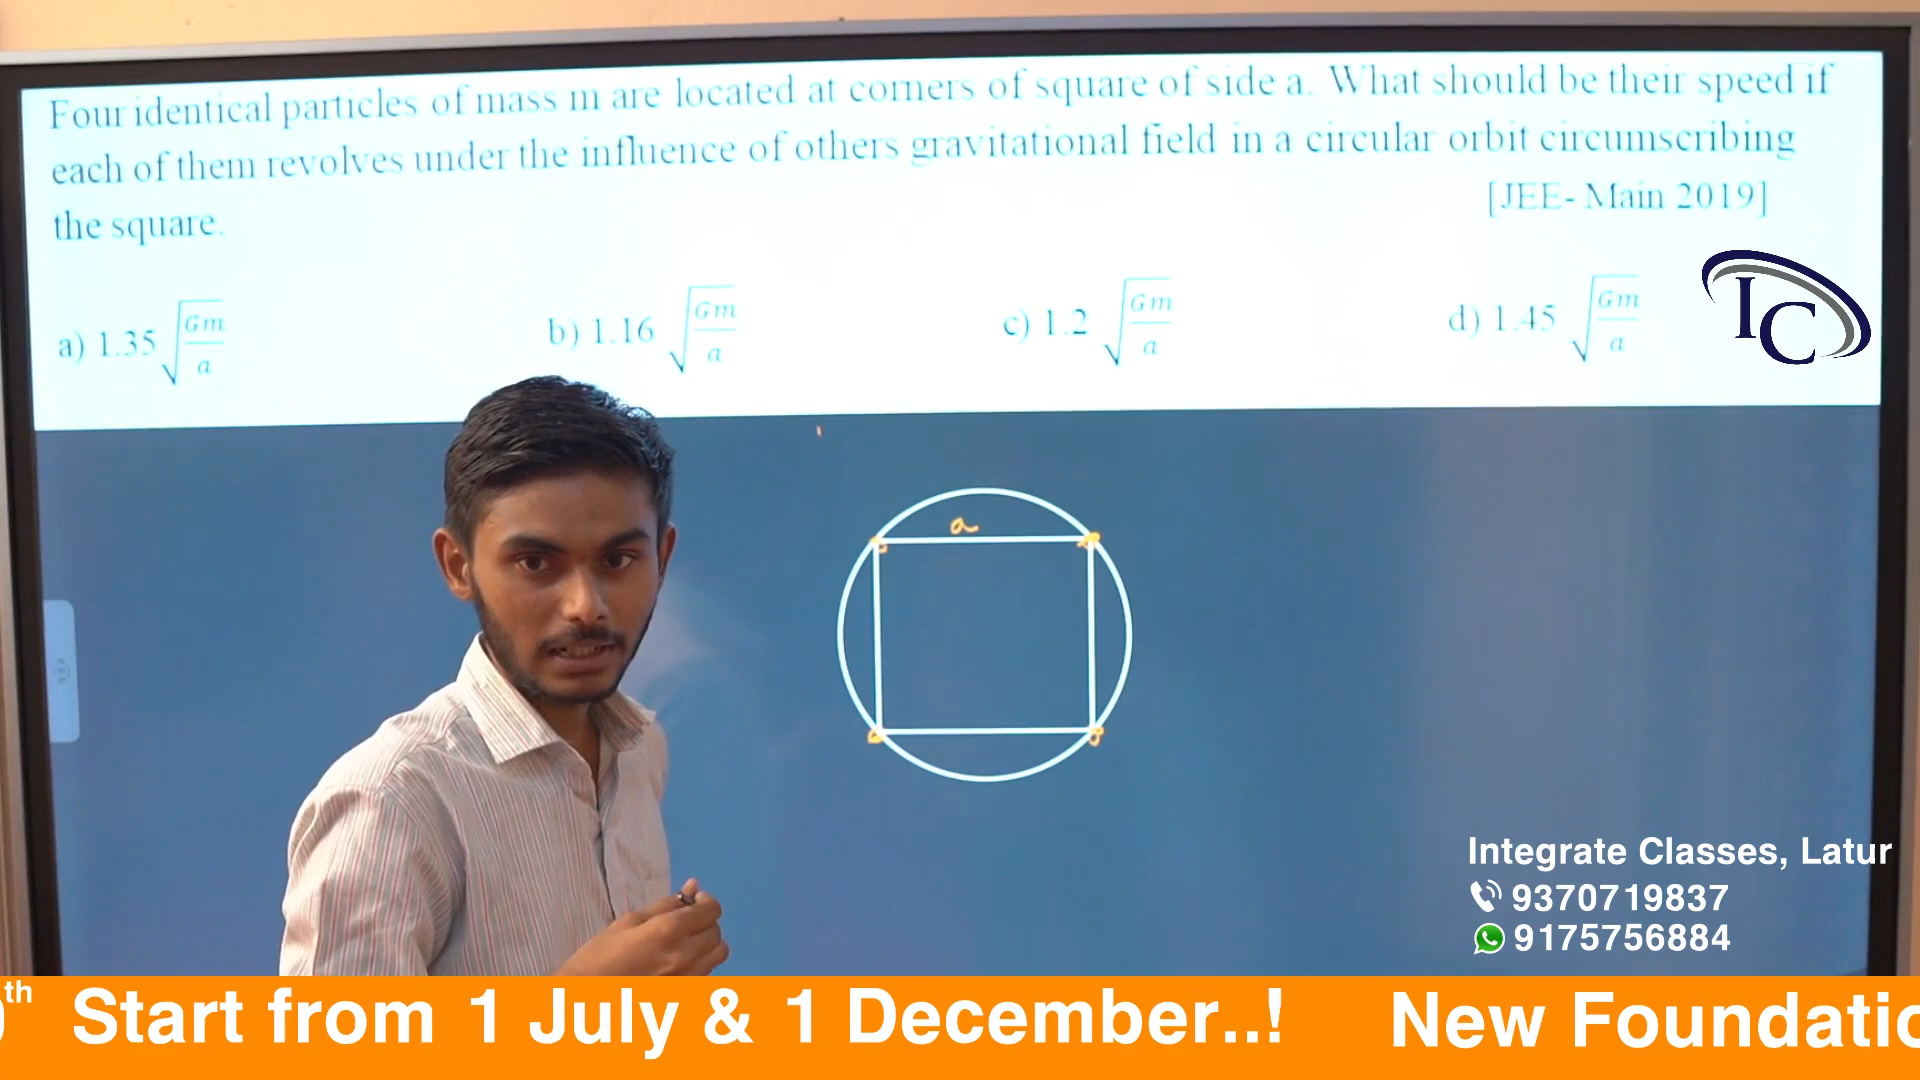 Four identical particles of mass m are located at corners of square of side a. What should be their speed if
each of them revolves under the influence of others gravitational field in a circular orbit circumscribing
the square.
[JEE- Main 2019]
a) 1.35 √(Gm/a) b) 1.16 √(Gm/a) c) 1.2 √(Gm/a) d) 1.45 √(Gm/a)
IC
a
Integrate Classes, Latur
9370719837
9175756884
th Start from 1 July & 1 December..! New Foundatio